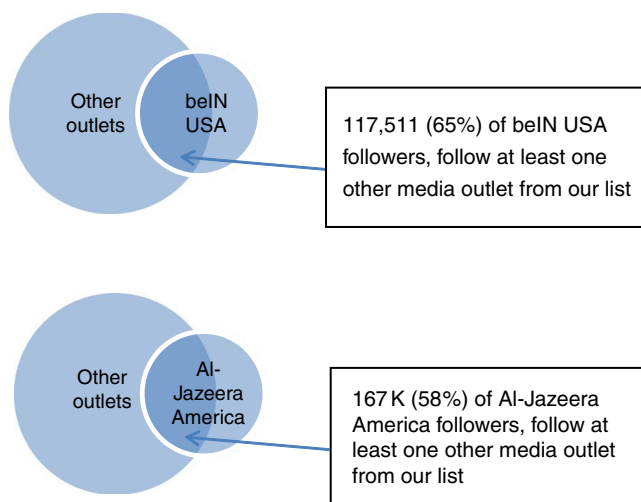 Other
outlets
beIN
USA
117,511 (65%) of beIN USA
followers, follow at least one
other media outlet from our list
Other
outlets
Al-
Jazeera
America
167 K (58%) of Al-Jazeera
America followers, follow at
least one other media outlet
from our list